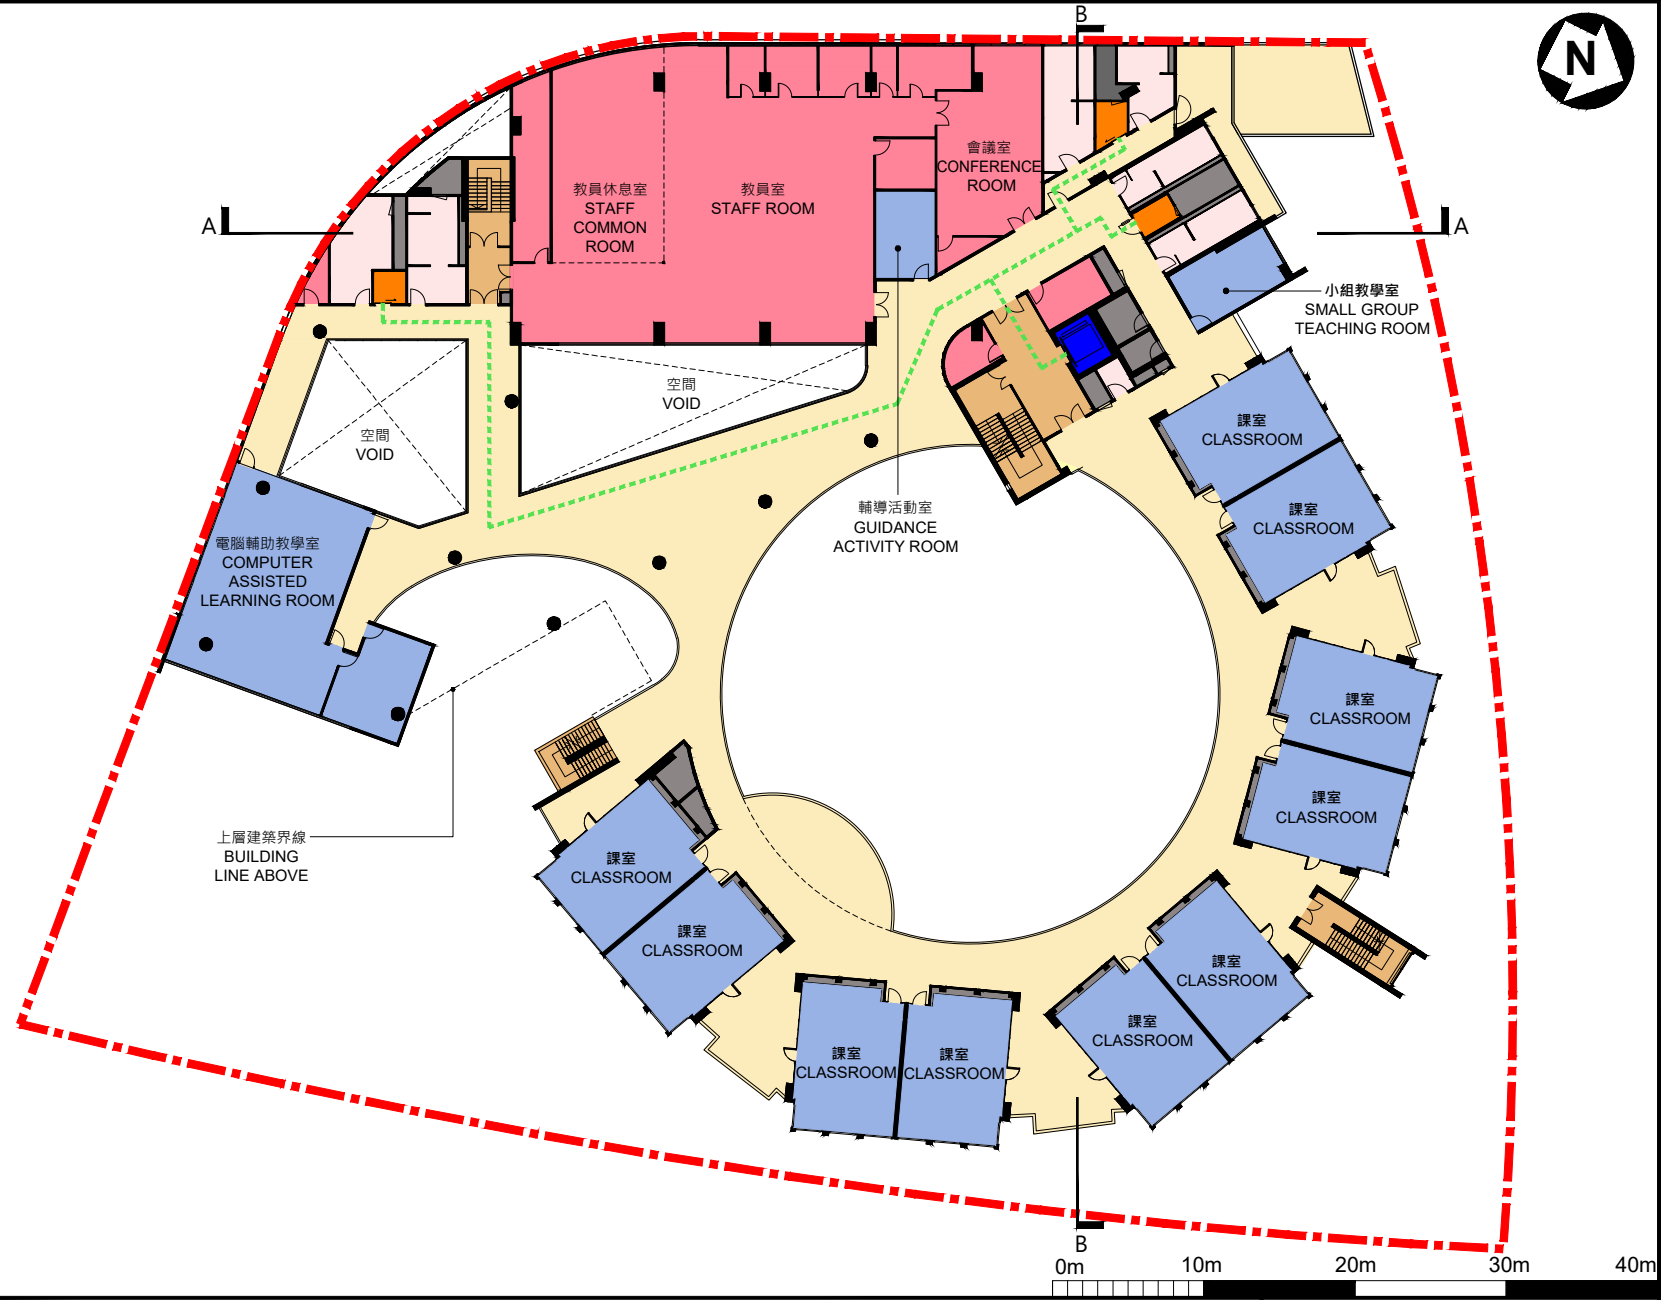 B
N
會議室
CONFERENCE
ROOM
教員休息室
STAFF
COMMON
ROOM
教員室
STAFF ROOM
A
A
小組教學室
SMALL GROUP
TEACHING ROOM
空間
VOID
空間
VOID
課室
CLASSROOM
課室
CLASSROOM
輔導活動室
GUIDANCE
ACTIVITY ROOM
電腦輔助教學室
COMPUTER
ASSISTED
LEARNING ROOM
課室
CLASSROOM
課室
CLASSROOM
上層建築界線
BUILDING
LINE ABOVE
課室
CLASSROOM
課室
CLASSROOM
課室
CLASSROOM
課室
CLASSROOM
課室
CLASSROOM
課室
CLASSROOM
B
0m
10m
20m
30m
40m